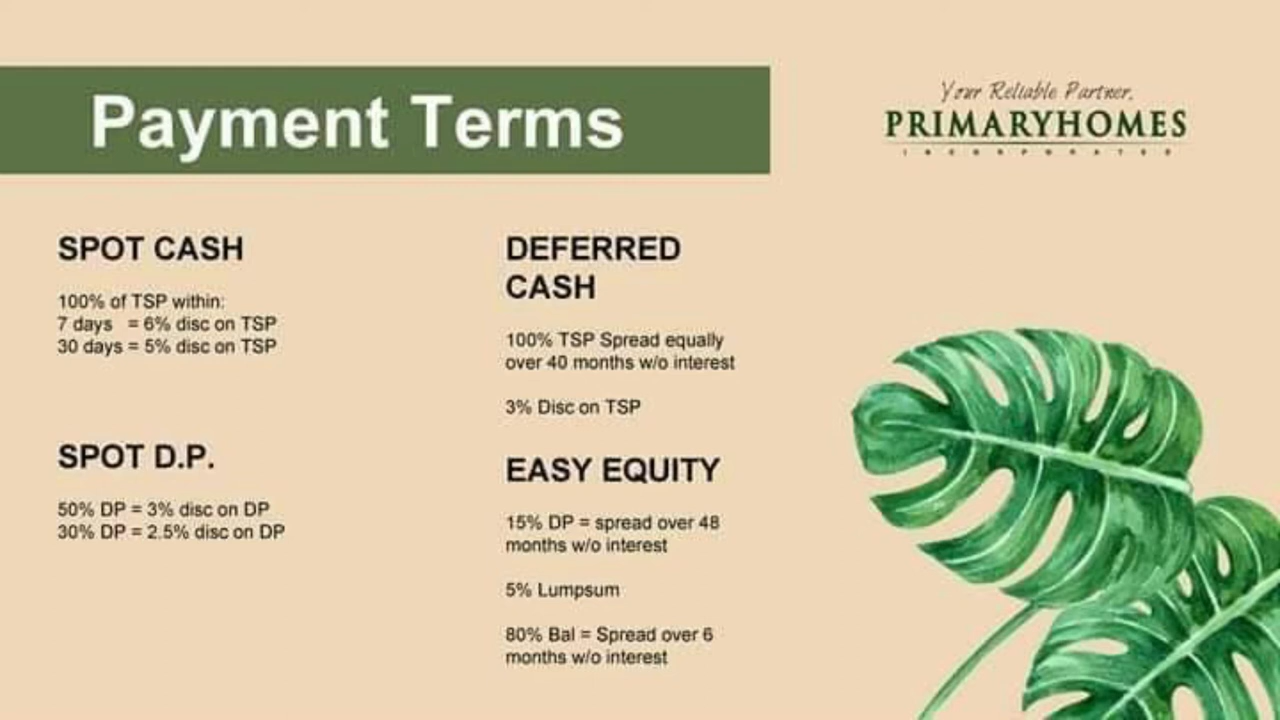 Payment Terms
Your Reliable Partner.
PRIMARYHOMES
INCORPORATED
SPOT CASH
100% of TSP within:
7 days = 6% disc on TSP
30 days = 5% disc on TSP
SPOT D.P.
50% DP = 3% disc on DP
30% DP = 2.5% disc on DP
DEFERRED
CASH
100% TSP Spread equally
over 40 months w/o interest
3% Disc on TSP
EASY EQUITY
15% DP = spread over 48
months w/o interest
5% Lumpsum
80% Bal = Spread over 6
months w/o interest